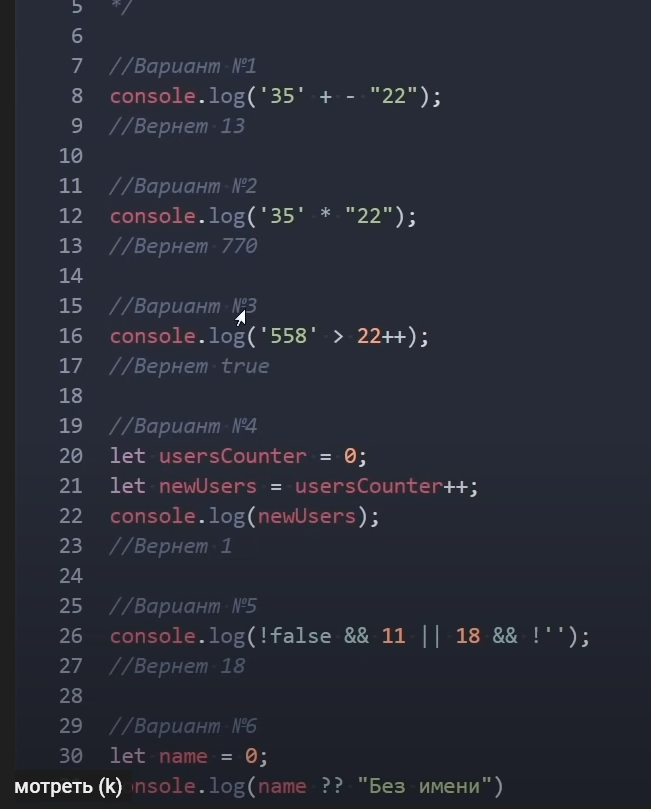 5 */
6
7 //Вариант №1
8 console.log('35' + - "22");
9 //Вернет 13
10
11 //Вариант №2
12 console.log('35' * "22");
13 //Вернет 770
14
15 //Вариант №3
16 console.log('558' > 22++);
17 //Вернет true
18
19 //Вариант №4
20 let usersCounter = 0;
21 let newUsers = usersCounter++;
22 console.log(newUsers);
23 //Вернет 1
24
25 //Вариант №5
26 console.log(!false && 11 || 18 && !'');
27 //Вернет 18
28
29 //Вариант №6
30 let name = 0;
мотреть (k) onsole.log(name ?? "Без имени")